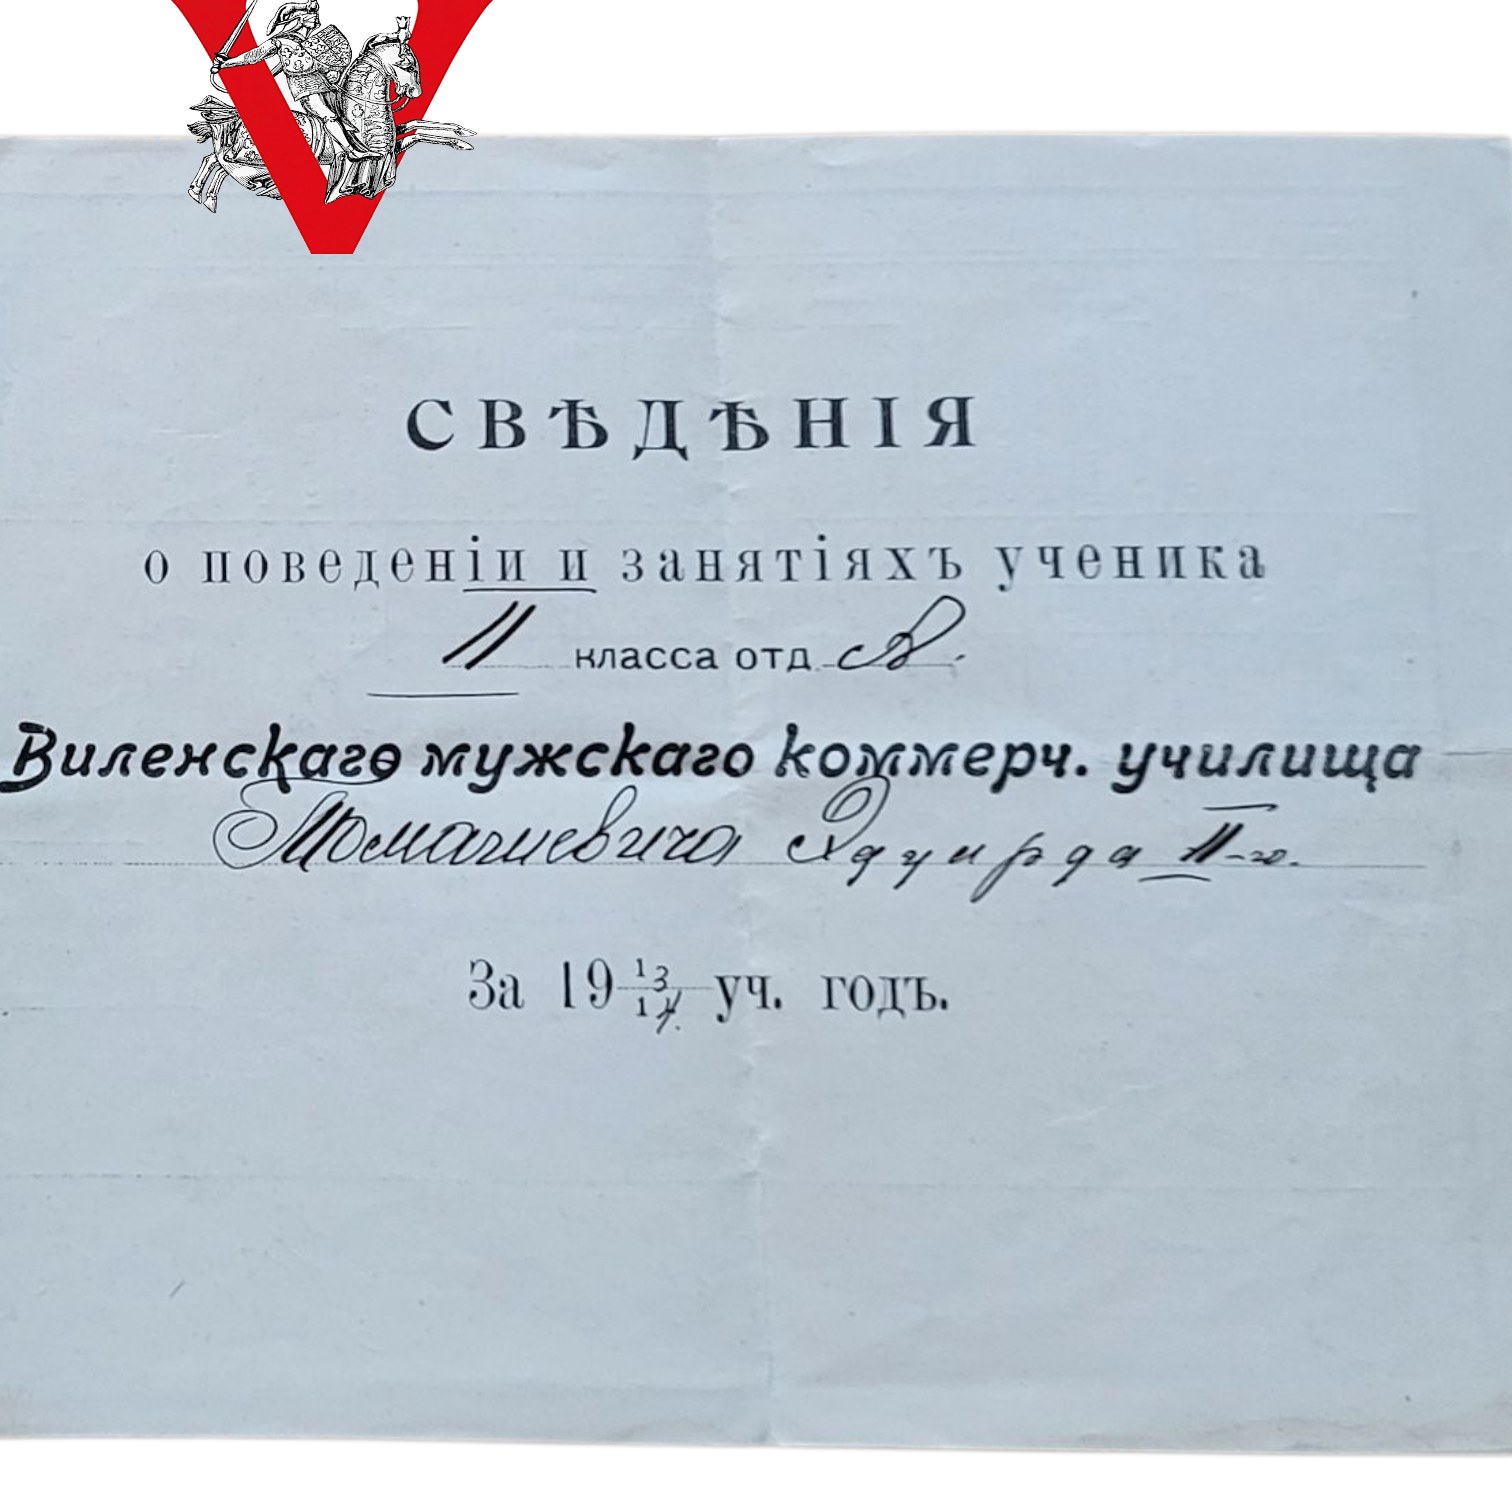 СВѢДѢНІЯ
о поведеніи и занятіяхъ ученика
II класса отд А.
Виленскаго мужскаго коммерч. училища
Томашевича Эдуарда II-го.
За 19 13/14 уч. годъ.